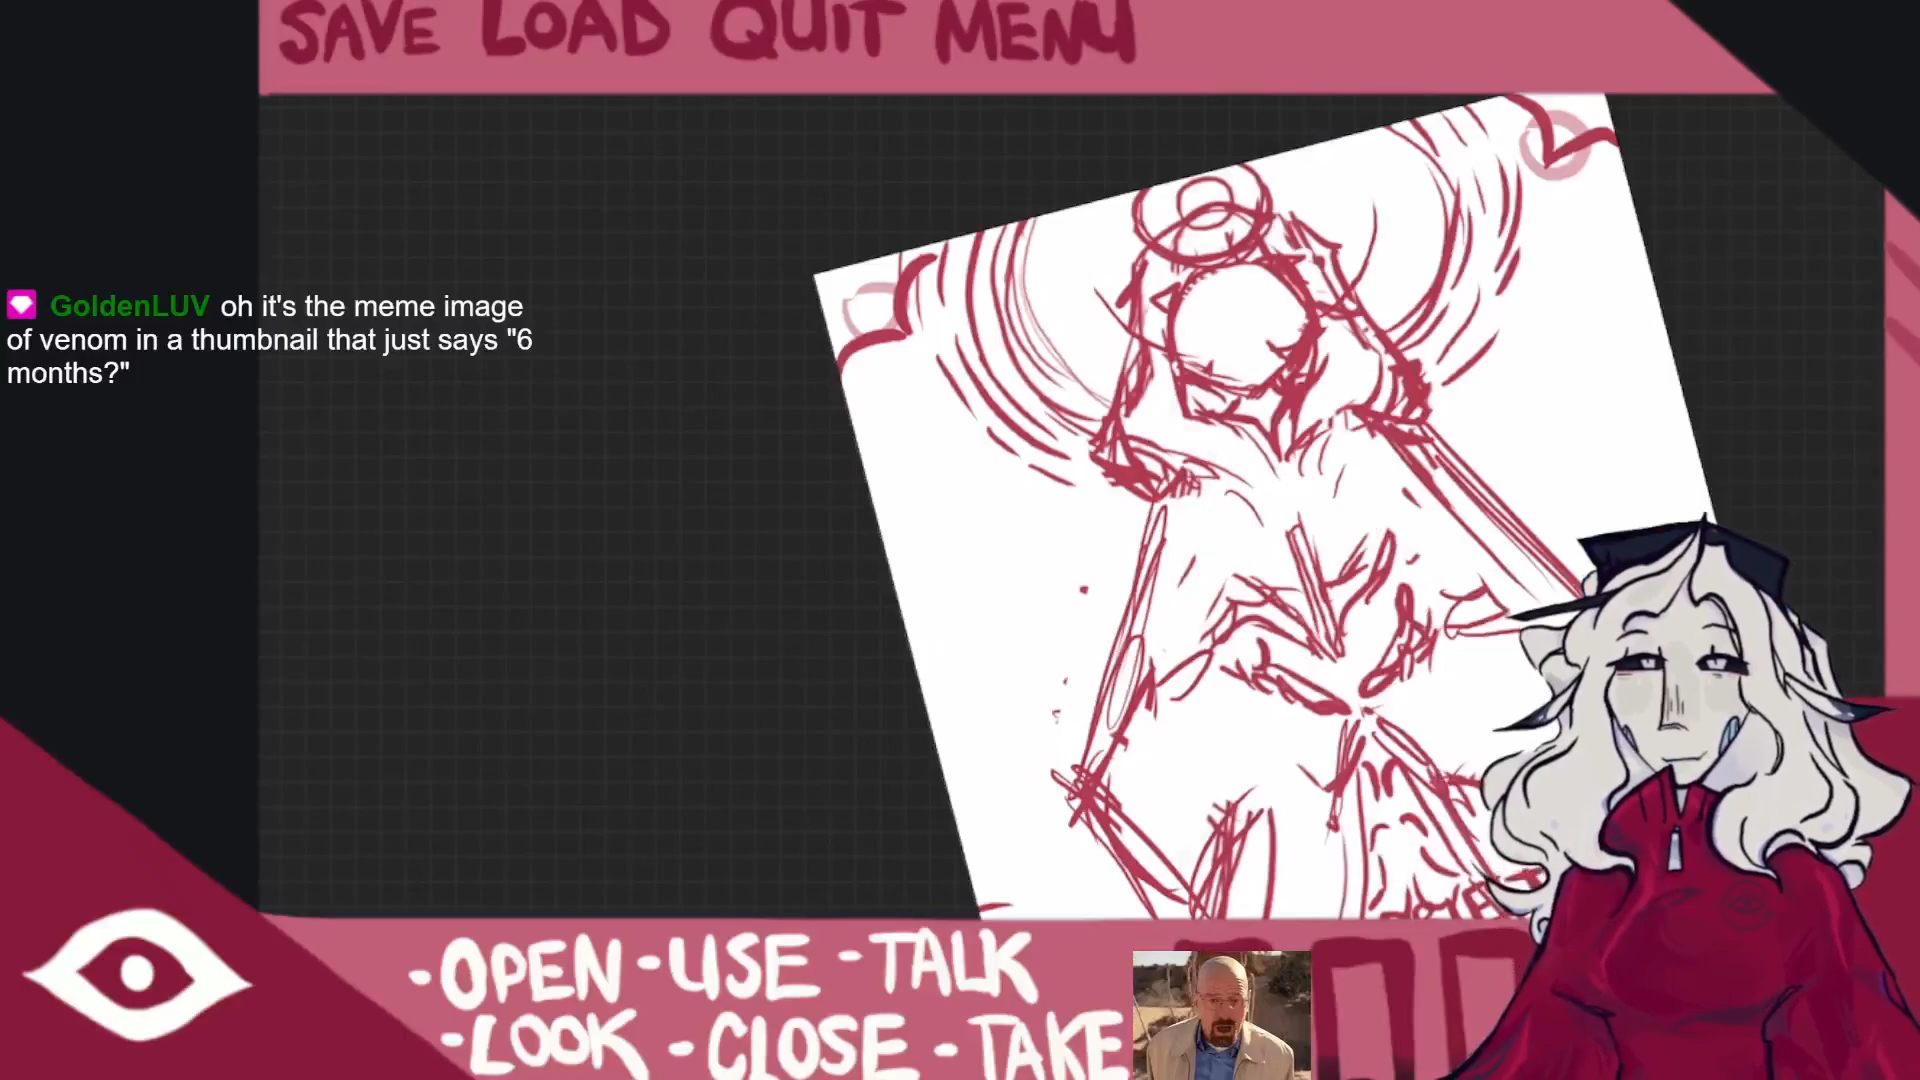 SAVE LOAD QUIT MENU
GoldenLUV oh it's the meme image
of venom in a thumbnail that just says "6
months?"
-OPEN -USE -TALK
-LOOK -CLOSE -TAKE